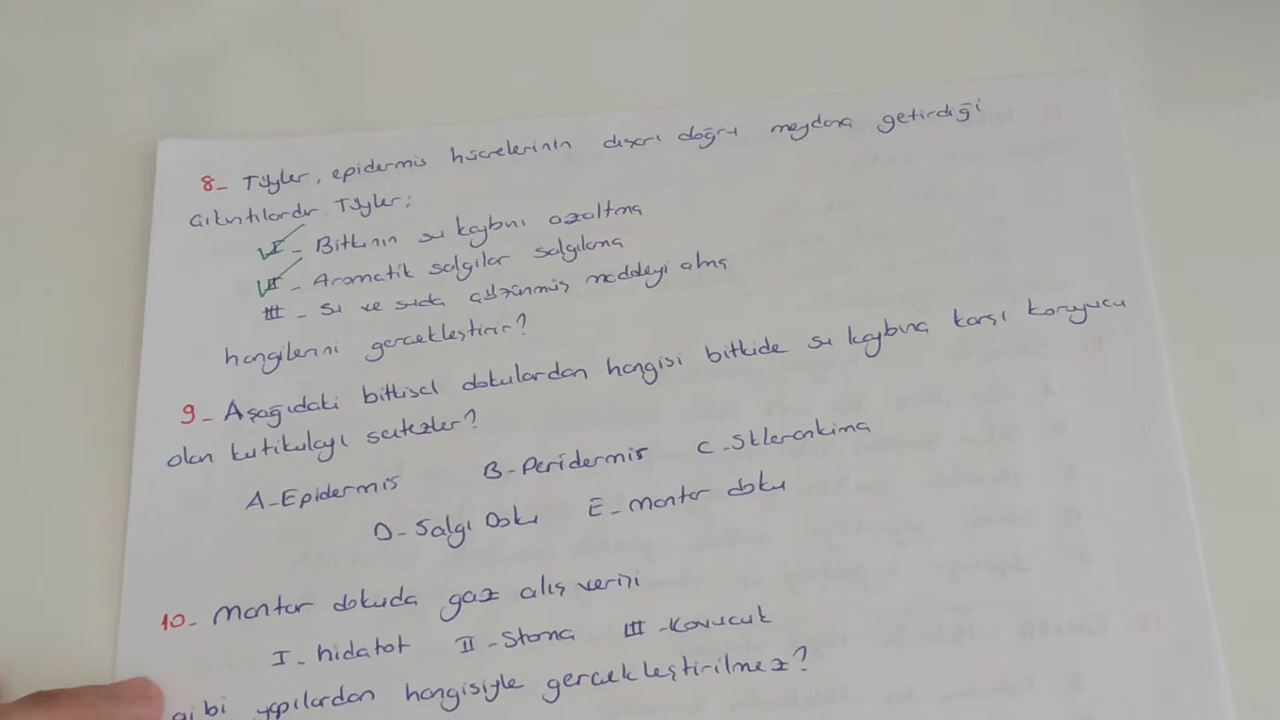 8- Tüyler, epidermis hücrelerinin dışarı doğru meydana getirdiği
çıkıntılardır Tüyler;
I - Bitkinin su kaybını azaltma
II - Aromatik salgılar salgılama
III - Su ve suda çözünmüş maddeyi alma
hangilerini gerçekleştirir?
9- Aşağıdaki bitkisel dokulardan hangisi bitkide su kaybına karşı koruyucu
olan kutikulayı sentezler?
A-Epidermis B-Peridermis C-Sklerankima
D-Salgı Doku E-mantar doku
10- mantar dokuda gaz alış verişi
I- hidatot II-Stoma III-Kovucuk
gibi yapılardan hangisiyle gerçekleştirilmez?